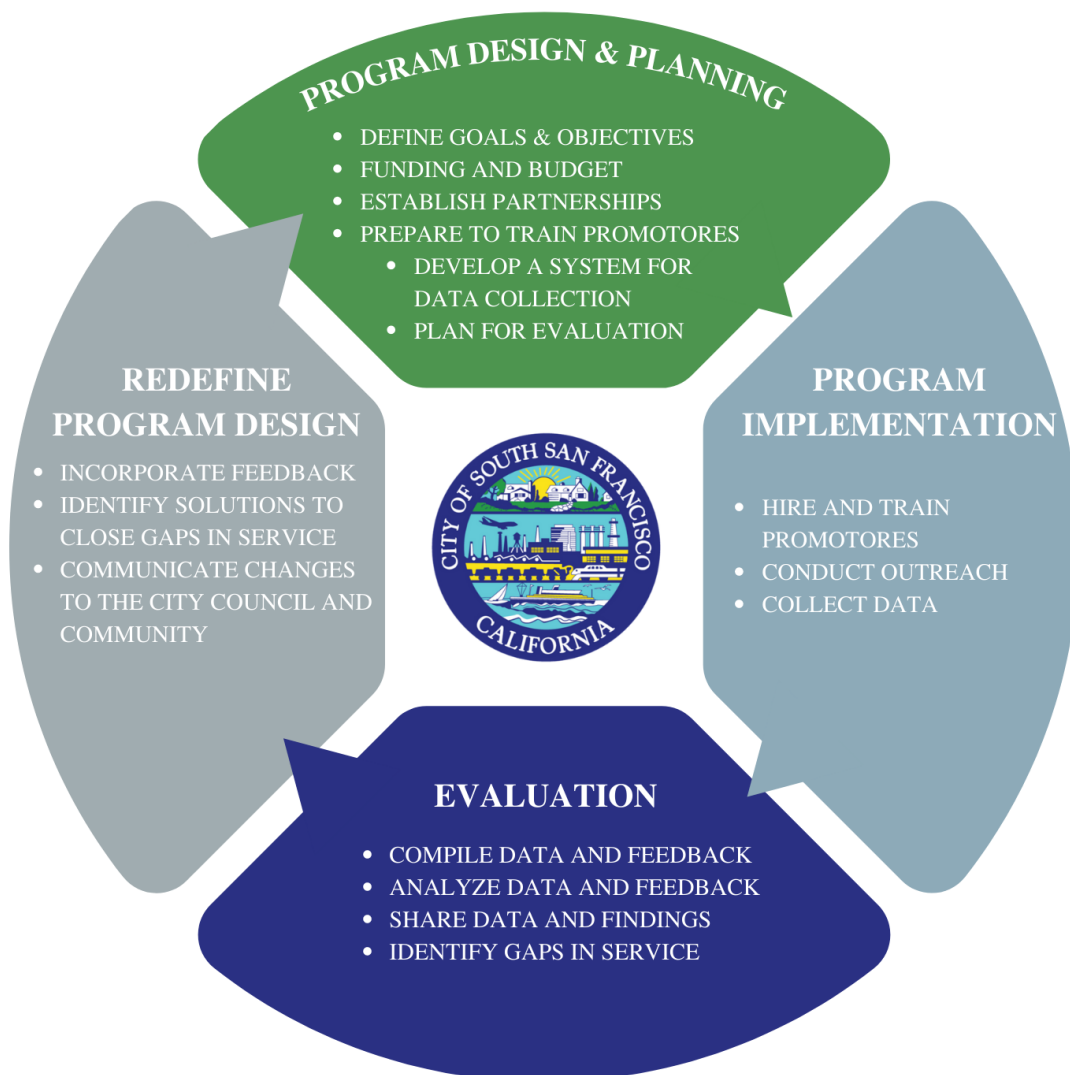 PROGRAM DESIGN & PLANNING
• DEFINE GOALS & OBJECTIVES
• FUNDING AND BUDGET
• ESTABLISH PARTNERSHIPS
• PREPARE TO TRAIN PROMOTORES
• DEVELOP A SYSTEM FOR
DATA COLLECTION
• PLAN FOR EVALUATION
PROGRAM
IMPLEMENTATION
• HIRE AND TRAIN
PROMOTORES
• CONDUCT OUTREACH
• COLLECT DATA
EVALUATION
• COMPILE DATA AND FEEDBACK
• ANALYZE DATA AND FEEDBACK
• SHARE DATA AND FINDINGS
• IDENTIFY GAPS IN SERVICE
REDEFINE
PROGRAM DESIGN
• INCORPORATE FEEDBACK
• IDENTIFY SOLUTIONS TO
CLOSE GAPS IN SERVICE
• COMMUNICATE CHANGES
TO THE CITY COUNCIL AND
COMMUNITY
CITY OF SOUTH SAN FRANCISCO
CALIFORNIA